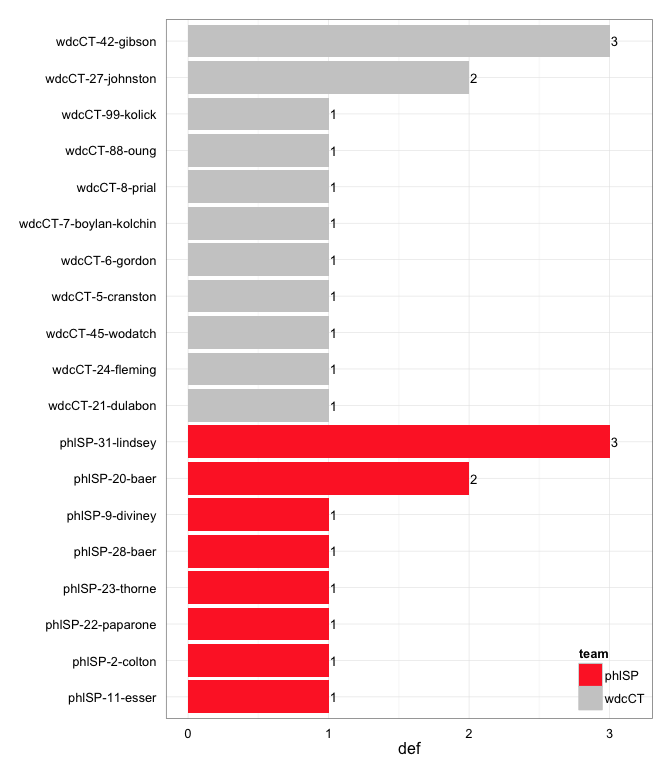 wdcCT-42-gibson 3
wdcCT-27-johnston 2
wdcCT-99-kolick 1
wdcCT-88-oung 1
wdcCT-8-prial 1
wdcCT-7-boylan-kolchin 1
wdcCT-6-gordon 1
wdcCT-5-cranston 1
wdcCT-45-wodatch 1
wdcCT-24-fleming 1
wdcCT-21-dulabon 1
phlSP-31-lindsey 3
phlSP-20-baer 2
phlSP-9-diviney 1
phlSP-28-baer 1
phlSP-23-thorne 1
phlSP-22-paparone 1
phlSP-2-colton 1
phlSP-11-esser 1
team
phlSP
wdcCT
0 1 2 3
def